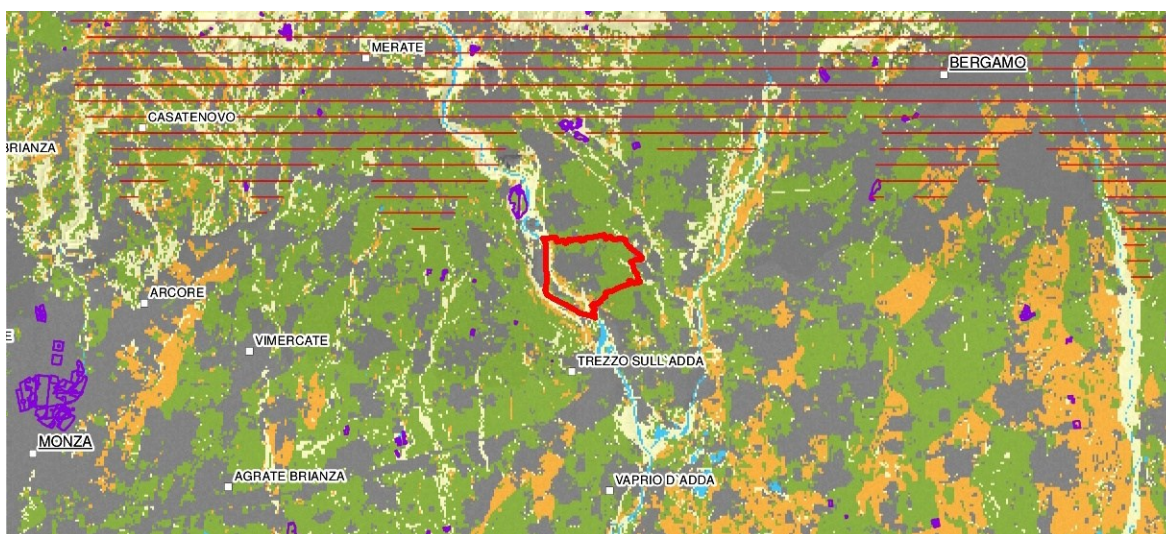 MERATE
BERGAMO
CASATENOVO
BRIANZA
ARCORE
E
VIMERCATE
TREZZO SULL'ADDA
MONZA
AGRATE BRIANZA
VAPRIO D'ADDA